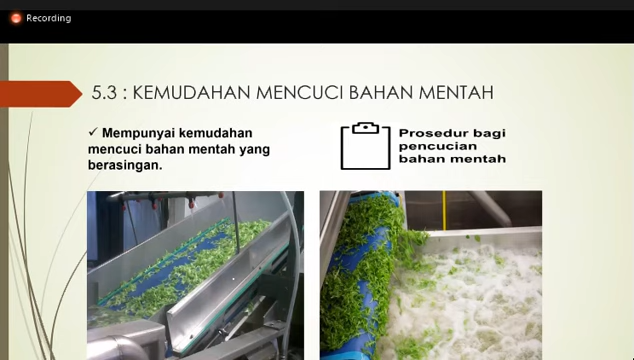 Recording
5.3 : KEMUDAHAN MENCUCI BAHAN MENTAH
✓ Mempunyai kemudahan
mencuci bahan mentah yang
berasingan.
Prosedur bagi
pencucian
bahan mentah